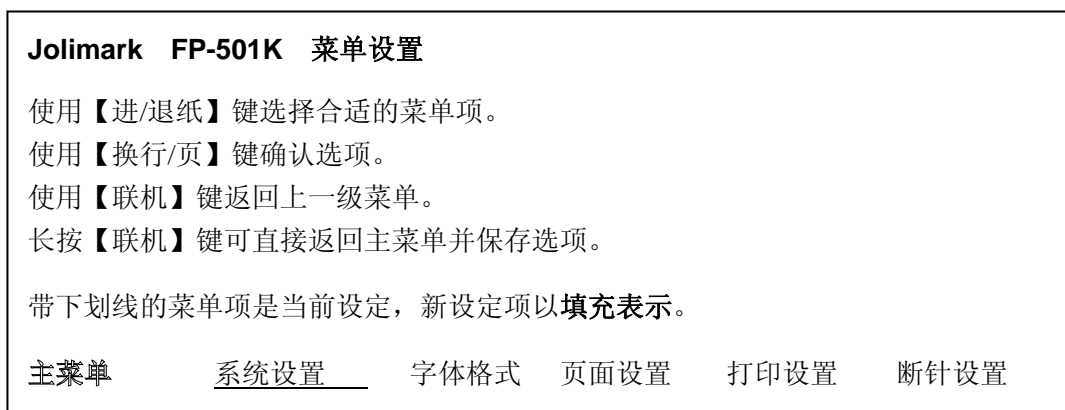 Jolimark FP-501K 菜单设置
使用【进/退纸】键选择合适的菜单项。
使用【换行/页】键确认选项。
使用【联机】键返回上一级菜单。
长按【联机】键可直接返回主菜单并保存选项。
带下划线的菜单项是当前设定，新设定项以填充表示。
主菜单 系统设置 字体格式 页面设置 打印设置 断针设置